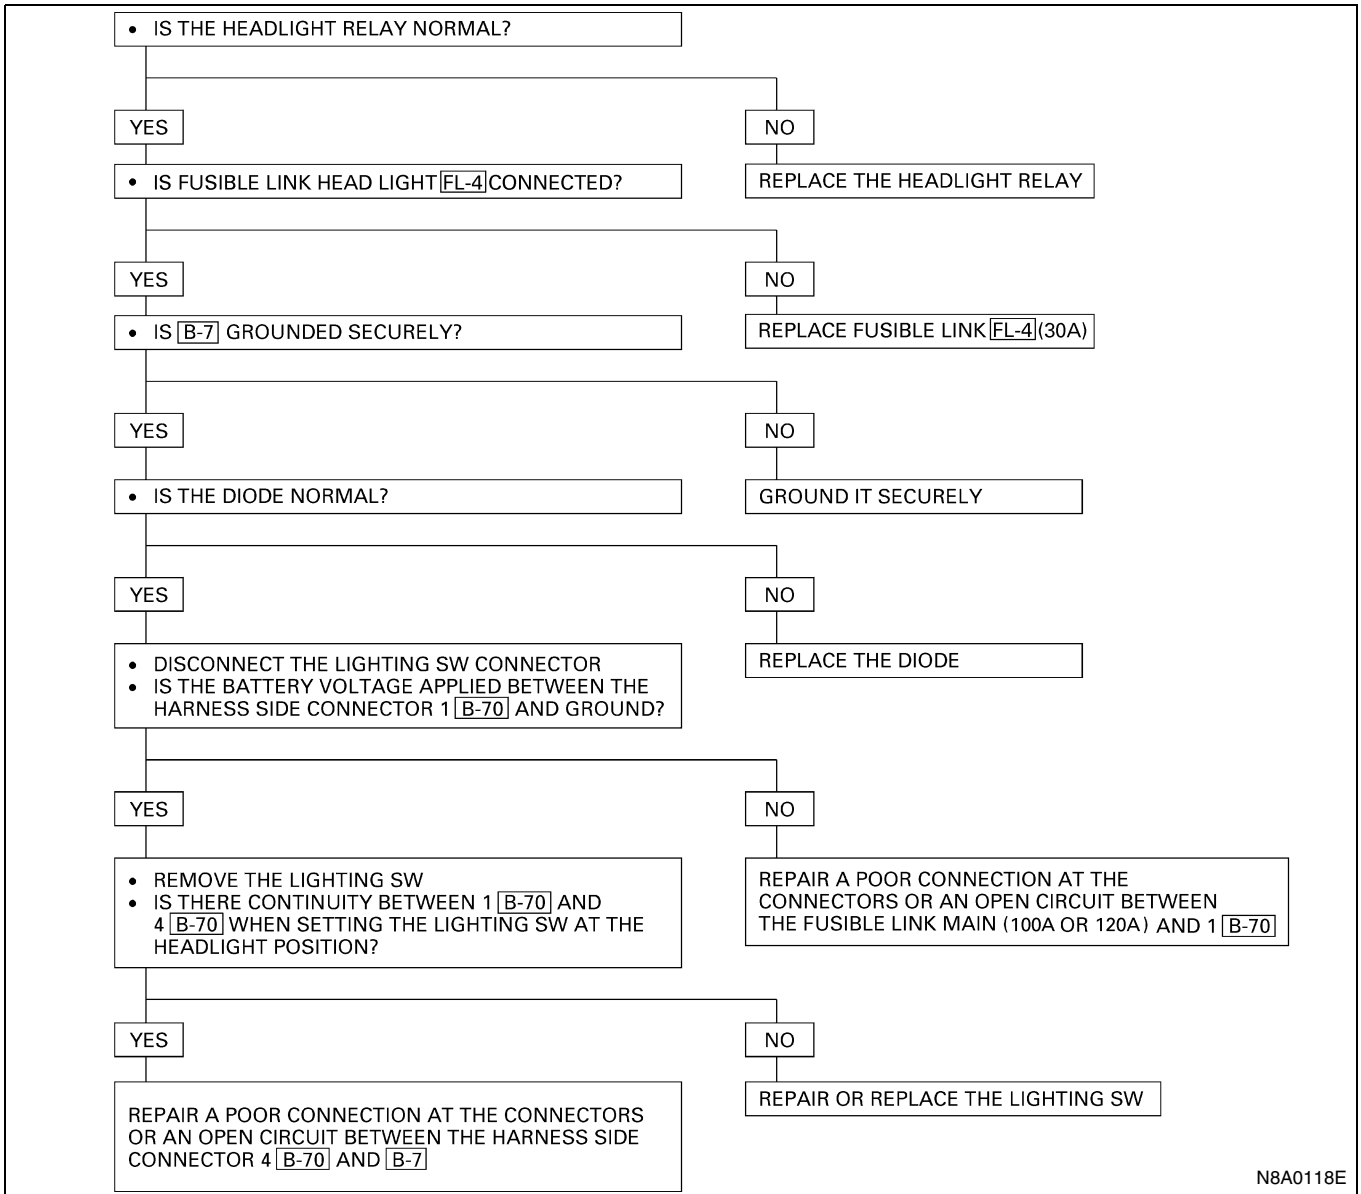 • IS THE HEADLIGHT RELAY NORMAL?
YES
NO
• IS FUSIBLE LINK HEAD LIGHT FL-4 CONNECTED?
REPLACE THE HEADLIGHT RELAY
YES
NO
• IS B-7 GROUNDED SECURELY?
REPLACE FUSIBLE LINK FL-4 (30A)
YES
NO
• IS THE DIODE NORMAL?
GROUND IT SECURELY
YES
NO
• DISCONNECT THE LIGHTING SW CONNECTOR
• IS THE BATTERY VOLTAGE APPLIED BETWEEN THE
HARNESS SIDE CONNECTOR 1 B-70 AND GROUND?
REPLACE THE DIODE
YES
NO
• REMOVE THE LIGHTING SW
• IS THERE CONTINUITY BETWEEN 1 B-70 AND
4 B-70 WHEN SETTING THE LIGHTING SW AT THE
HEADLIGHT POSITION?
REPAIR A POOR CONNECTION AT THE
CONNECTORS OR AN OPEN CIRCUIT BETWEEN
THE FUSIBLE LINK MAIN (100A OR 120A) AND 1 B-70
YES
NO
REPAIR A POOR CONNECTION AT THE CONNECTORS
OR AN OPEN CIRCUIT BETWEEN THE HARNESS SIDE
CONNECTOR 4 B-70 AND B-7
REPAIR OR REPLACE THE LIGHTING SW
N8A0118E